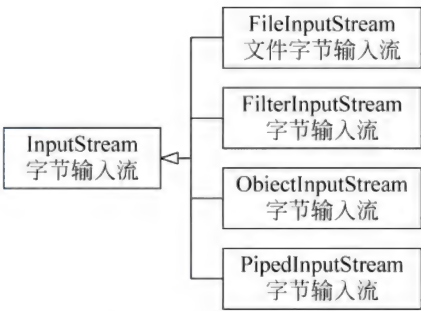 FileInputStream
文件字节输入流
FilterInputStream
字节输入流
InputStream
字节输入流
ObiectInputStream
字节输入流
PipedInputStream
字节输入流